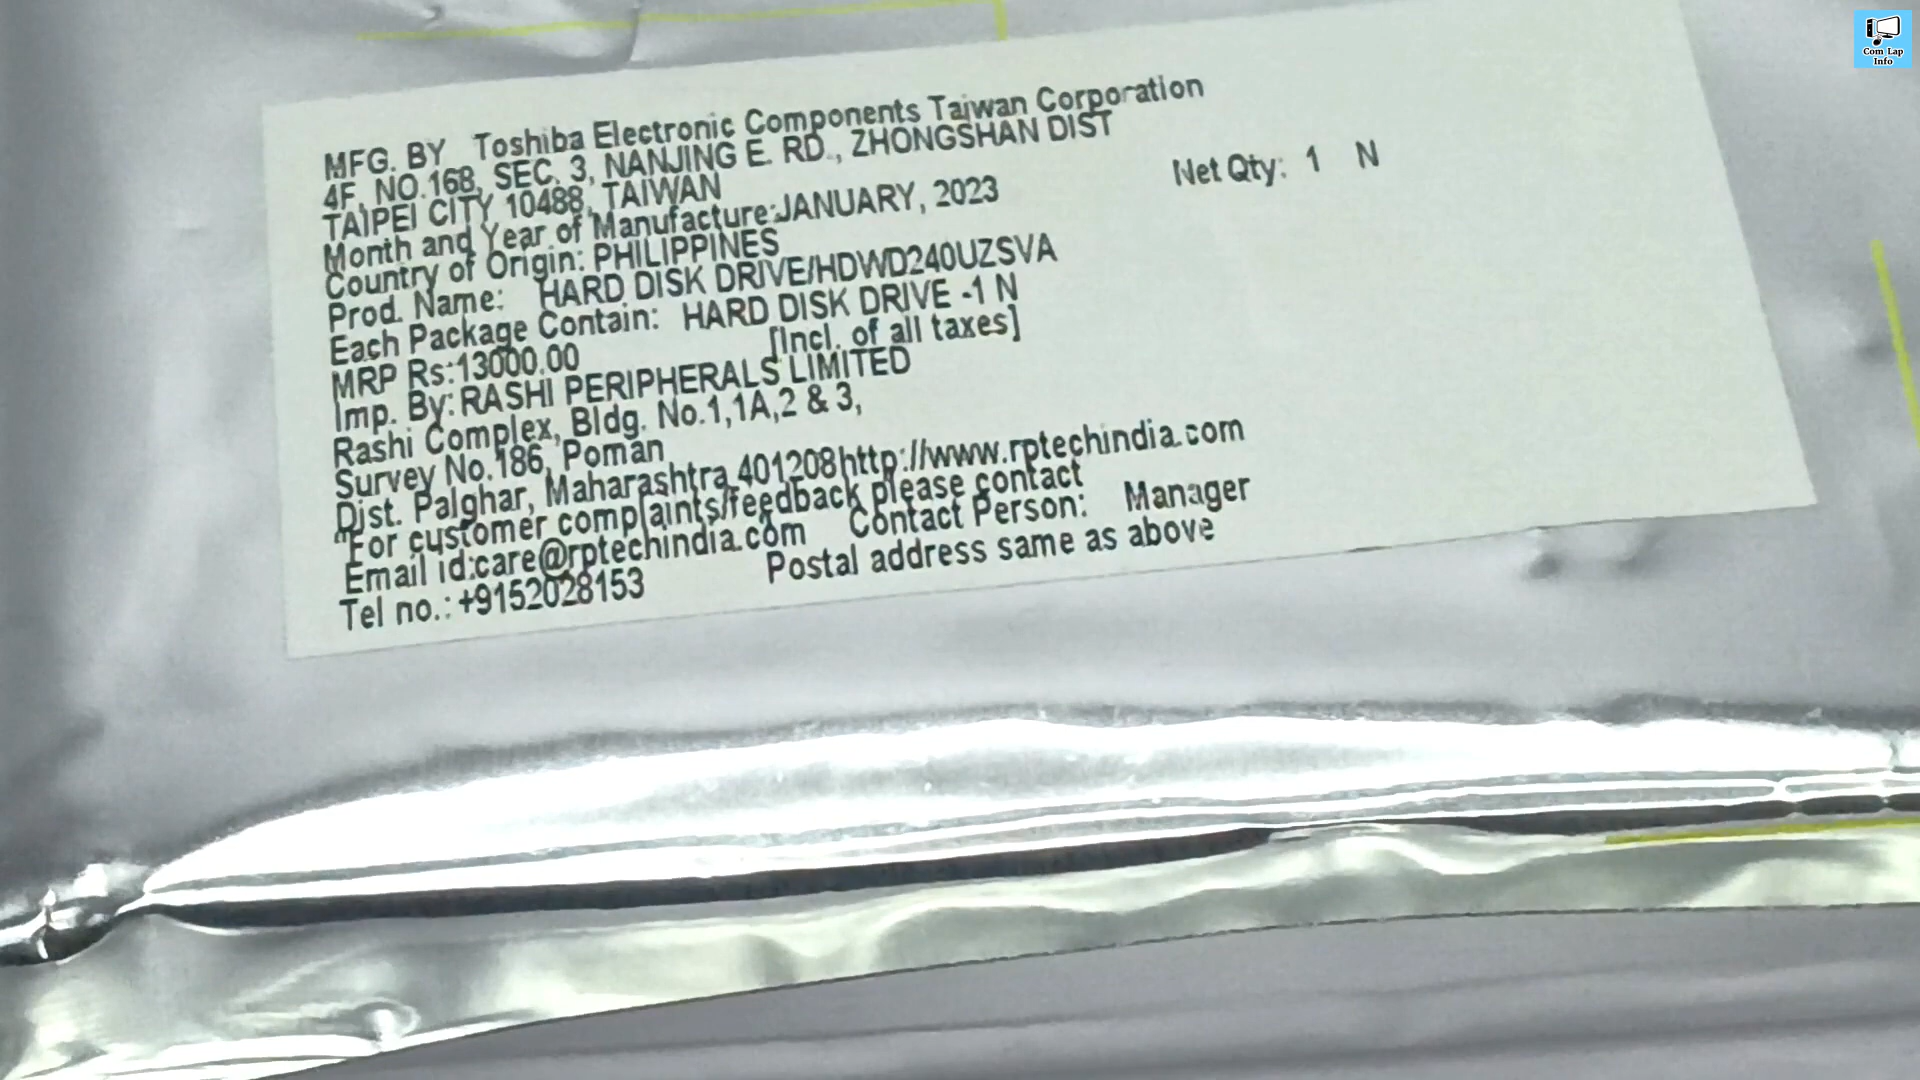 MFG. BY Toshiba Electronic Components Taiwan Corporation
4F, NO.168, SEC. 3, NANJING E. RD., ZHONGSHAN DIST
TAIPEI CITY 10488, TAIWAN
Net Qty: 1 N
Month and Year of Manufacture:JANUARY, 2023
Country of Origin: PHILIPPINES
Prod. Name: HARD DISK DRIVE/HDWD240UZSVA
Each Package Contain: HARD DISK DRIVE -1 N
MRP Rs:13000.00 [Incl. of all taxes]
Imp. By: RASHI PERIPHERALS LIMITED
Rashi Complex, Bldg. No.1,1A,2 & 3,
Survey No.186, Poman
Dist. Palghar, Maharashtra 401208http://www.rptechindia.com
"For customer complaints/feedback please contact
Email id:care@rptechindia.com Contact Person: Manager
Tel no.: +9152028153 Postal address same as above
Com Lap
Info